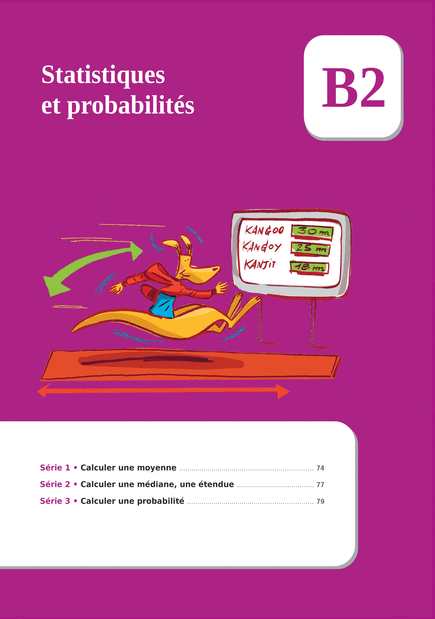 Statistiques
et probabilités
B2
KANGOO 30 m
KANGOY 25 m
KANJIT 18 m
Série 1 • Calculer une moyenne 74
Série 2 • Calculer une médiane, une étendue 77
Série 3 • Calculer une probabilité 79